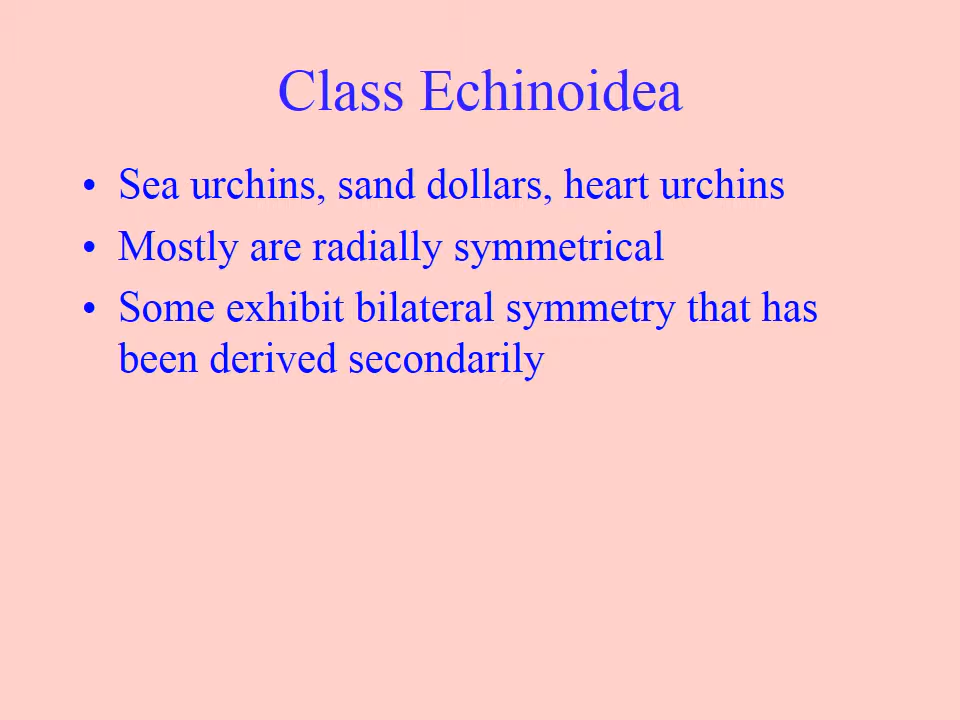 Class Echinoidea
• Sea urchins, sand dollars, heart urchins
• Mostly are radially symmetrical
• Some exhibit bilateral symmetry that has
been derived secondarily